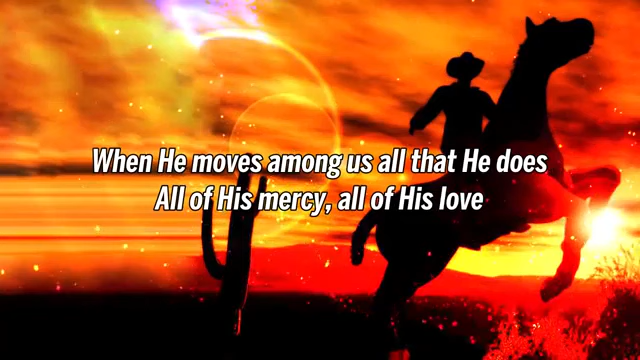 When He moves among us all that He does
All of His mercy, all of His love